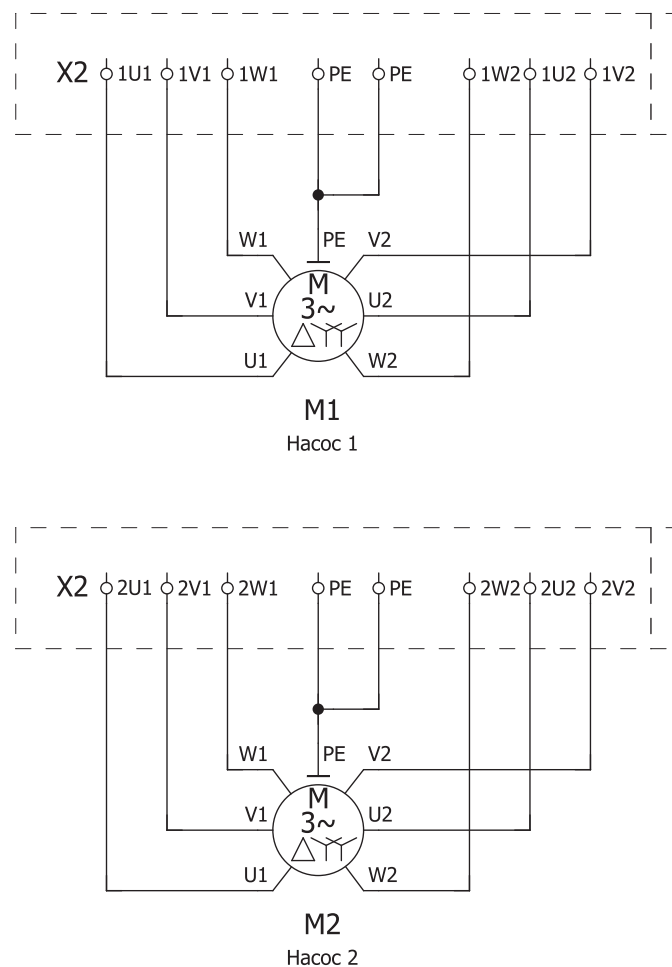 X2 1U1 1V1 1W1 PE PE 1W2 1U2 1V2
W1 PE V2
M
V1 3~ U2
U1 W2
M1
Насос 1
X2 2U1 2V1 2W1 PE PE 2W2 2U2 2V2
W1 PE V2
M
V1 3~ U2
U1 W2
M2
Насос 2